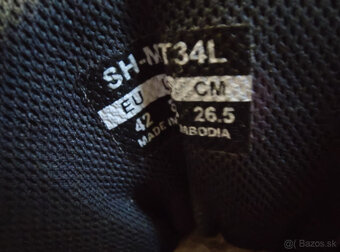 SH-MT34L
EU CM
42 26.5
MADE IN
MBODIA
© Bazos.sk